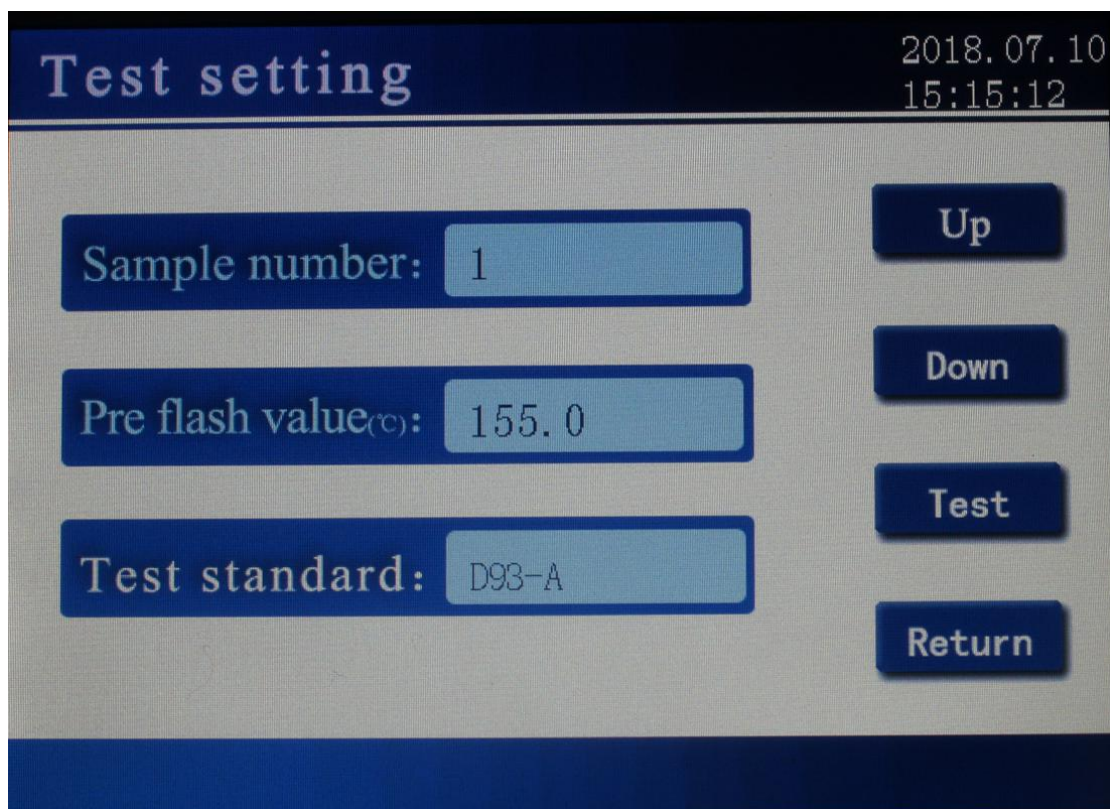 Test setting
2018.07.10
15:15:12
Sample number: 1
Pre flash value(℃): 155.0
Test standard: D93-A
Up
Down
Test
Return